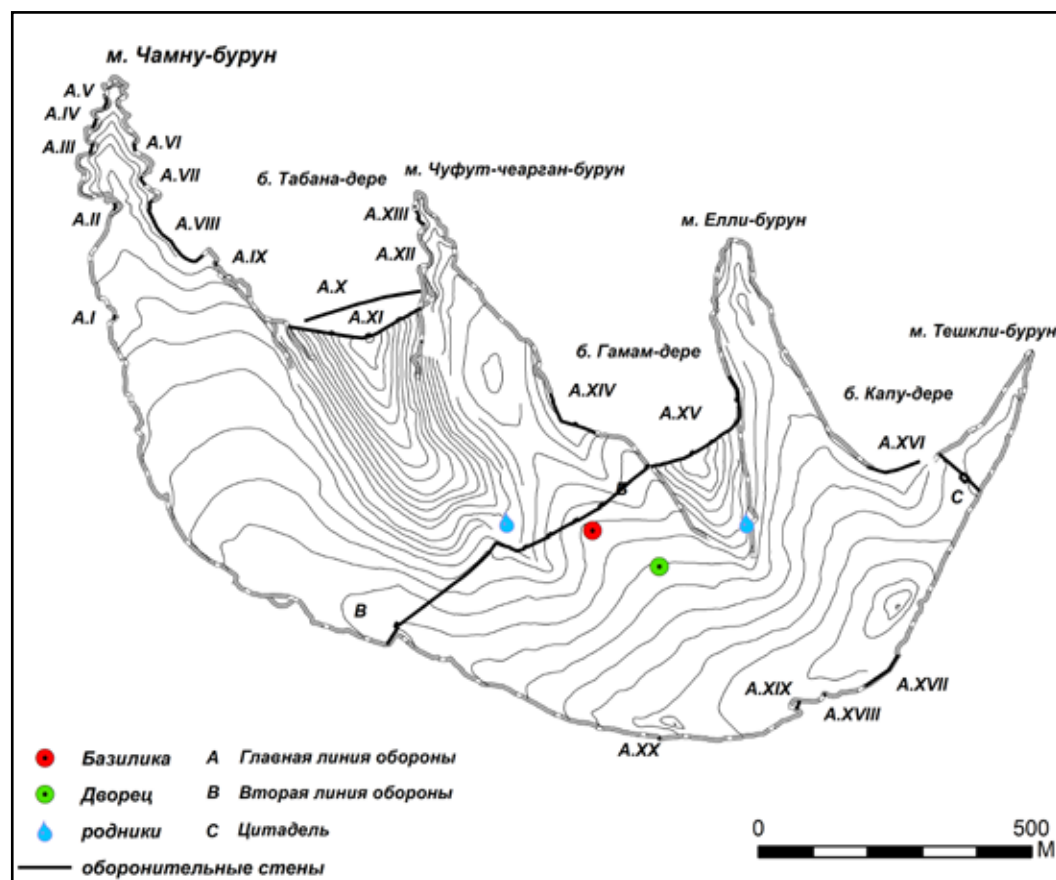 м. Чамну-бурун
А.V
А.IV
А.III
А.VI
А.VII
б. Табана-дере
м. Чуфут-чеарган-бурун
А.II
А.VIII
А.XIII
м. Елли-бурун
А.IX
А.XII
А.X
А.I
А.XI
м. Тешкли-бурун
б. Гамам-дере
б. Капу-дере
А.XIV
А.XV
А.XVI
С
В
В
А.XIX
А.XVII
А.XVIII
А.XX
Базилика А Главная линия обороны
Дворец В Вторая линия обороны
родники С Цитадель
оборонительные стены
0 500
М